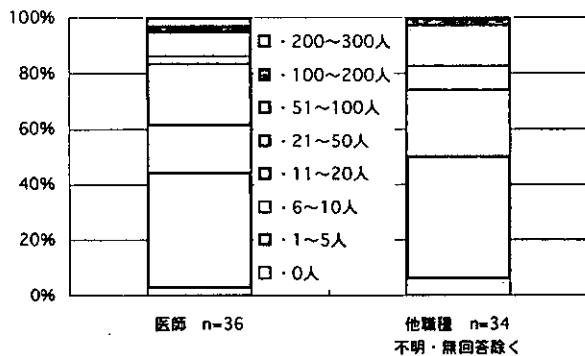 100%
80%
60%
40%
20%
0%
・200～300人
・100～200人
・51～100人
・21～50人
・11～20人
・6～10人
・1～5人
・0人
医師 n=36
他職種 n=34
不明・無回答除く